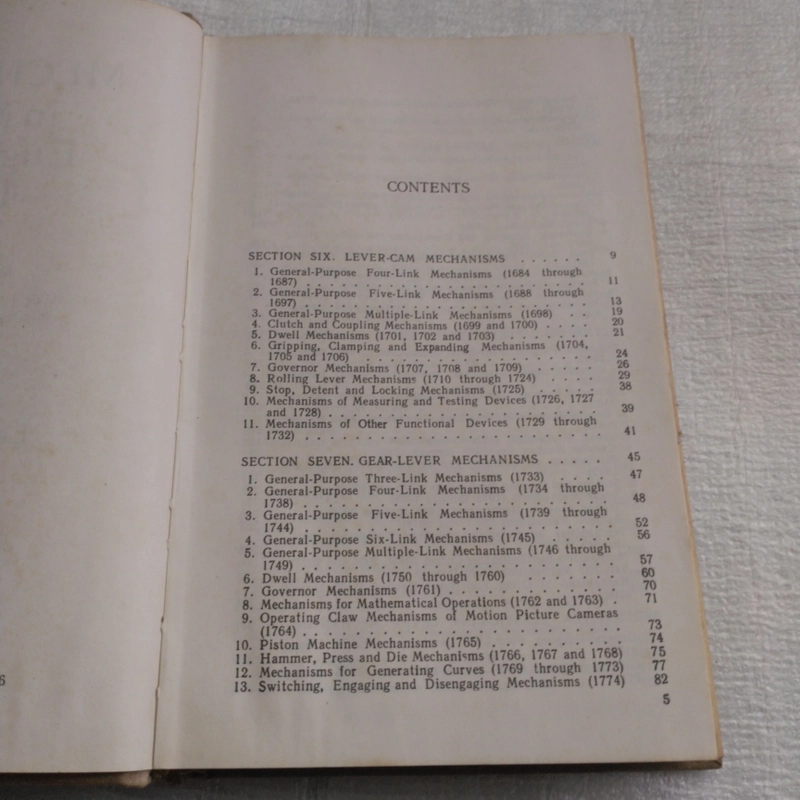 CONTENTS
SECTION SIX. LEVER-CAM MECHANISMS . . . . . . 9
1. General-Purpose Four-Link Mechanisms (1684 through
1687) . . . . . . . . . . . . . . . . . . . . . . 11
2. General-Purpose Five-Link Mechanisms (1688 through
1697) . . . . . . . . . . . . . . . . . . . . . . 13
3. General-Purpose Multiple-Link Mechanisms (1698) . . 19
4. Clutch and Coupling Mechanisms (1699 and 1700) . . . . 20
5. Dwell Mechanisms (1701, 1702 and 1703) . . . . . . . 21
6. Gripping, Clamping and Expanding Mechanisms (1704,
1705 and 1706) . . . . . . . . . . . . . . . . . . 24
7. Governor Mechanisms (1707, 1708 and 1709) . . . . . 26
8. Rolling Lever Mechanisms (1710 through 1724) . . . . 29
9. Stop, Detent and Locking Mechanisms (1725) . . . . . 38
10. Mechanisms of Measuring and Testing Devices (1726, 1727
and 1728) . . . . . . . . . . . . . . . . . . . . . 39
11. Mechanisms of Other Functional Devices (1729 through
1732) . . . . . . . . . . . . . . . . . . . . . . . 41
SECTION SEVEN. GEAR-LEVER MECHANISMS . . . . . 45
1. General-Purpose Three-Link Mechanisms (1733) . . . . 47
2. General-Purpose Four-Link Mechanisms (1734 through
1738) . . . . . . . . . . . . . . . . . . . . . . . 48
3. General-Purpose Five-Link Mechanisms (1739 through
1744) . . . . . . . . . . . . . . . . . . . . . . . 52
4. General-Purpose Six-Link Mechanisms (1745) . . . . . 56
5. General-Purpose Multiple-Link Mechanisms (1746 through
1749) . . . . . . . . . . . . . . . . . . . . . . . 57
6. Dwell Mechanisms (1750 through 1760) . . . . . . . 60
7. Governor Mechanisms (1761) . . . . . . . . . . . . 70
8. Mechanisms for Mathematical Operations (1762 and 1763) . 71
9. Operating Claw Mechanisms of Motion Picture Cameras
(1764) . . . . . . . . . . . . . . . . . . . . . . 73
10. Piston Machine Mechanisms (1765) . . . . . . . . . 74
11. Hammer, Press and Die Mechanisms (1766, 1767 and 1768) 75
12. Mechanisms for Generating Curves (1769 through 1773) 77
13. Switching, Engaging and Disengaging Mechanisms (1774) 82
5